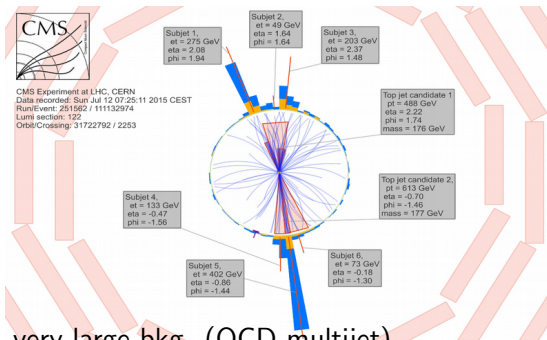 CMS
CMS Experiment at LHC, CERN
Data recorded: Sun Jul 12 07:25:11 2015 CEST
Run/Event: 251562 / 111132974
Lumi section: 122
Orbit/Crossing: 31722792 / 2253
Subjet 1,
et = 275 GeV
eta = 2.08
phi = 1.94
Subjet 2,
et = 49 GeV
eta = 1.64
phi = 1.64
Subjet 3,
et = 203 GeV
eta = 2.37
phi = 1.48
Top jet candidate 1
pt = 488 GeV
eta = 2.22
phi = 1.74
mass = 176 GeV
Top jet candidate 2,
pt = 613 GeV
eta = -0.70
phi = -1.46
mass = 177 GeV
Subjet 4,
et = 133 GeV
eta = -0.47
phi = -1.56
Subjet 5,
et = 402 GeV
eta = -0.86
phi = -1.44
Subjet 6,
et = 73 GeV
eta = -0.18
phi = -1.30
very large bkg. (QCD multijet)